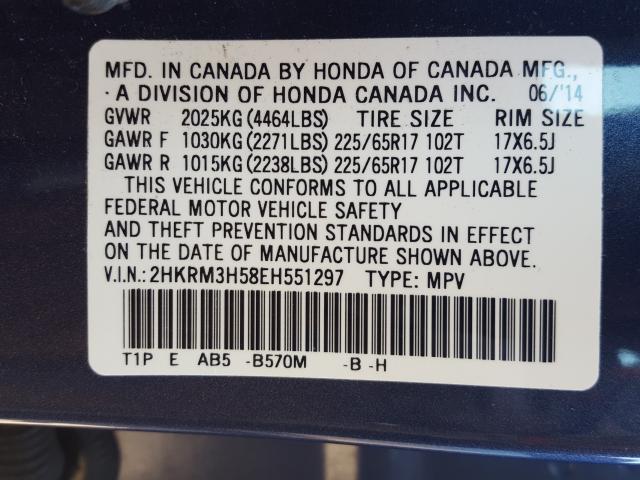 MFD. IN CANADA BY HONDA OF CANADA MFG.,
· A DIVISION OF HONDA CANADA INC. 06/'14
GVWR 2025KG(4464LBS) TIRE SIZE RIM SIZE
GAWR F 1030KG(2271LBS) 225/65R17 102T 17X6.5J
GAWR R 1015KG(2238LBS) 225/65R17 102T 17X6.5J
THIS VEHICLE CONFORMS TO ALL APPLICABLE
FEDERAL MOTOR VEHICLE SAFETY
AND THEFT PREVENTION STANDARDS IN EFFECT
ON THE DATE OF MANUFACTURE SHOWN ABOVE.
V.I.N.:2HKRM3H58EH551297 TYPE: MPV
T1P E AB5 -B570M -B -H